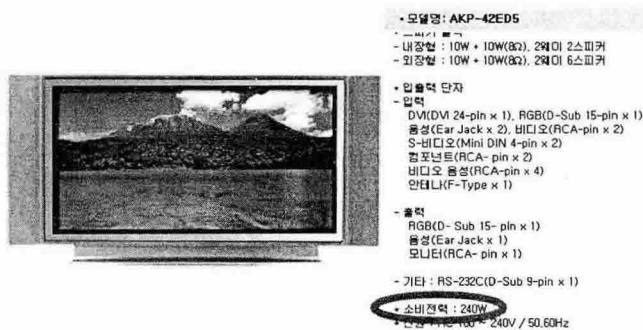 • 모델명: AKP-42ED5
• 스피커 출력
- 내장형 : 10W + 10W(8Ω), 2웨이 2스피커
- 외장형 : 10W + 10W(8Ω), 2웨이 6스피커
• 입출력 단자
- 입력
DVI(DVI 24-pin x 1), RGB(D-Sub 15-pin x 1)
음성(Ear Jack x 2), 비디오(RCA-pin x 2)
S-비디오(Mini DIN 4-pin x 2)
컴포넌트(RCA- pin x 2)
비디오 음성(RCA-pin x 4)
안테나(F-Type x 1)
- 출력
RGB(D- Sub 15- pin x 1)
음성(Ear Jack x 1)
모니터(RCA- pin x 1)
- 기타 : RS-232C(D-Sub 9-pin x 1)
• 소비전력 : 240W
240V / 50.60Hz